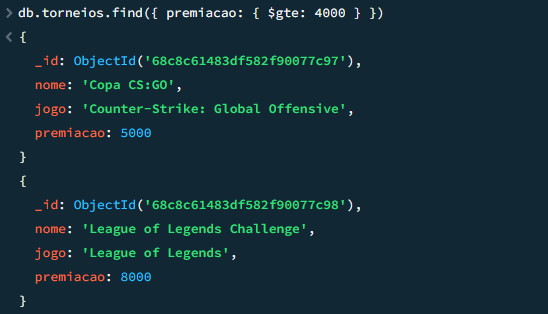 > db.torneios.find({ premiacao: { $gte: 4000 } })
< {
_id: ObjectId('68c8c61483df582f90077c97'),
nome: 'Copa CS:GO',
jogo: 'Counter-Strike: Global Offensive',
premiacao: 5000
}
{
_id: ObjectId('68c8c61483df582f90077c98'),
nome: 'League of Legends Challenge',
jogo: 'League of Legends',
premiacao: 8000
}